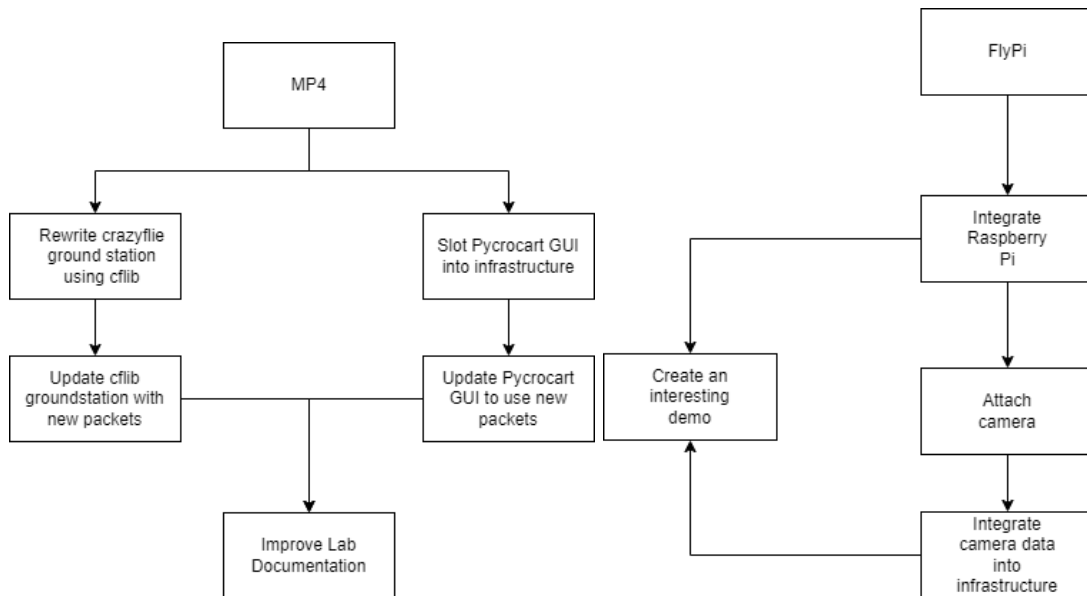 MP4
FlyPi
Rewrite crazyflie
ground station
using cflib
Slot Pycrocart GUI
into infrastructure
Integrate
Raspberry
Pi
Update cflib
groundstation with
new packets
Update Pycrocart
GUI to use new
packets
Create an
interesting
demo
Attach
camera
Improve Lab
Documentation
Integrate
camera data
into
infrastructure